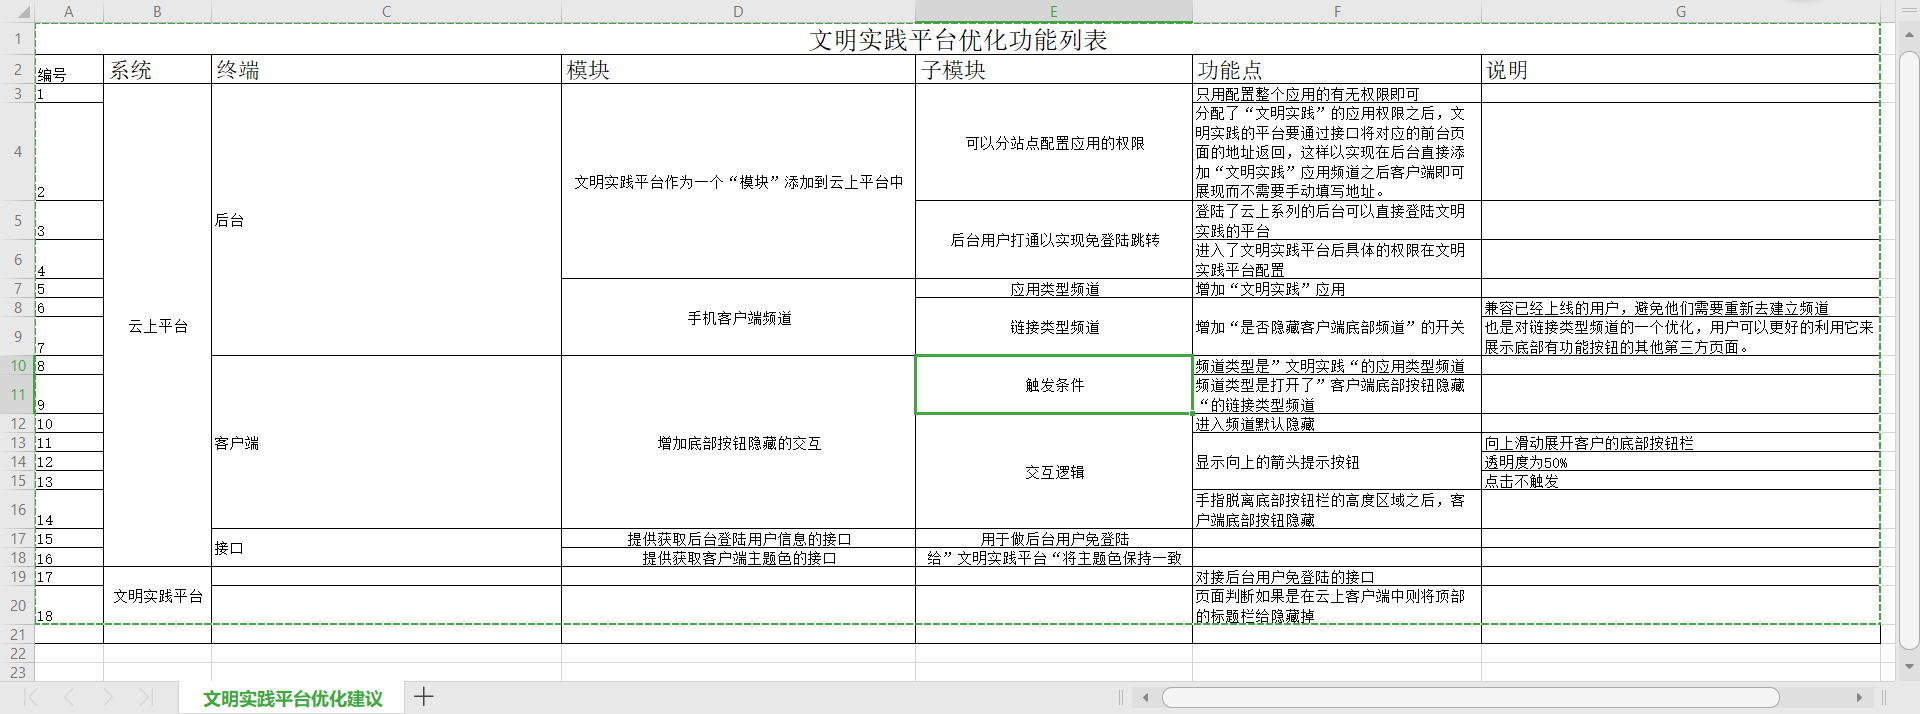 A B C D E F G
1 文明实践平台优化功能列表
2 编号 系统 终端 模块 子模块 功能点 说明
3 1 云上平台 后台 文明实践平台作为一个“模块”添加到云上平台中 可以分站点配置应用的权限 只用配置整个应用的有无权限即可
4 2 分配了“文明实践”的应用权限之后，文
明实践的平台要通过接口将对应的前台页
面的地址返回，这样以实现在后台直接添
加“文明实践”应用频道之后客户端即可
展现而不需要手动填写地址。
5 3 后台用户打通以实现免登陆跳转 登陆了云上系列的后台可以直接登陆文明
实践的平台
6 4 进入了文明实践平台后具体的权限在文明
实践平台配置
7 5 手机客户端频道 应用类型频道 增加“文明实践”应用
8 6 链接类型频道 增加“是否隐藏客户端底部频道”的开关 兼容已经上线的用户，避免他们需要重新去建立频道
9 7 也是对链接类型频道的一个优化，用户可以更好的利用它来
展示底部有功能按钮的其他第三方页面。
10 8 客户端 增加底部按钮隐藏的交互 触发条件 频道类型是”文明实践“的应用类型频道
11 9 频道类型是打开了”客户端底部按钮隐藏
“的链接类型频道
12 10 交互逻辑 进入频道默认隐藏
13 11 显示向上的箭头提示按钮 向上滑动展开客户的底部按钮栏
14 12 透明度为50%
15 13 点击不触发
16 14 手指脱离底部按钮栏的高度区域之后，客
户端底部按钮隐藏
17 15 接口 提供获取后台登陆用户信息的接口 用于做后台用户免登陆
18 16 提供获取客户端主题色的接口 给”文明实践平台“将主题色保持一致
19 17 文明实践平台 对接后台用户免登陆的接口
20 18 页面判断如果是在云上客户端中则将顶部
的标题栏给隐藏掉
21
22
23
文明实践平台优化建议